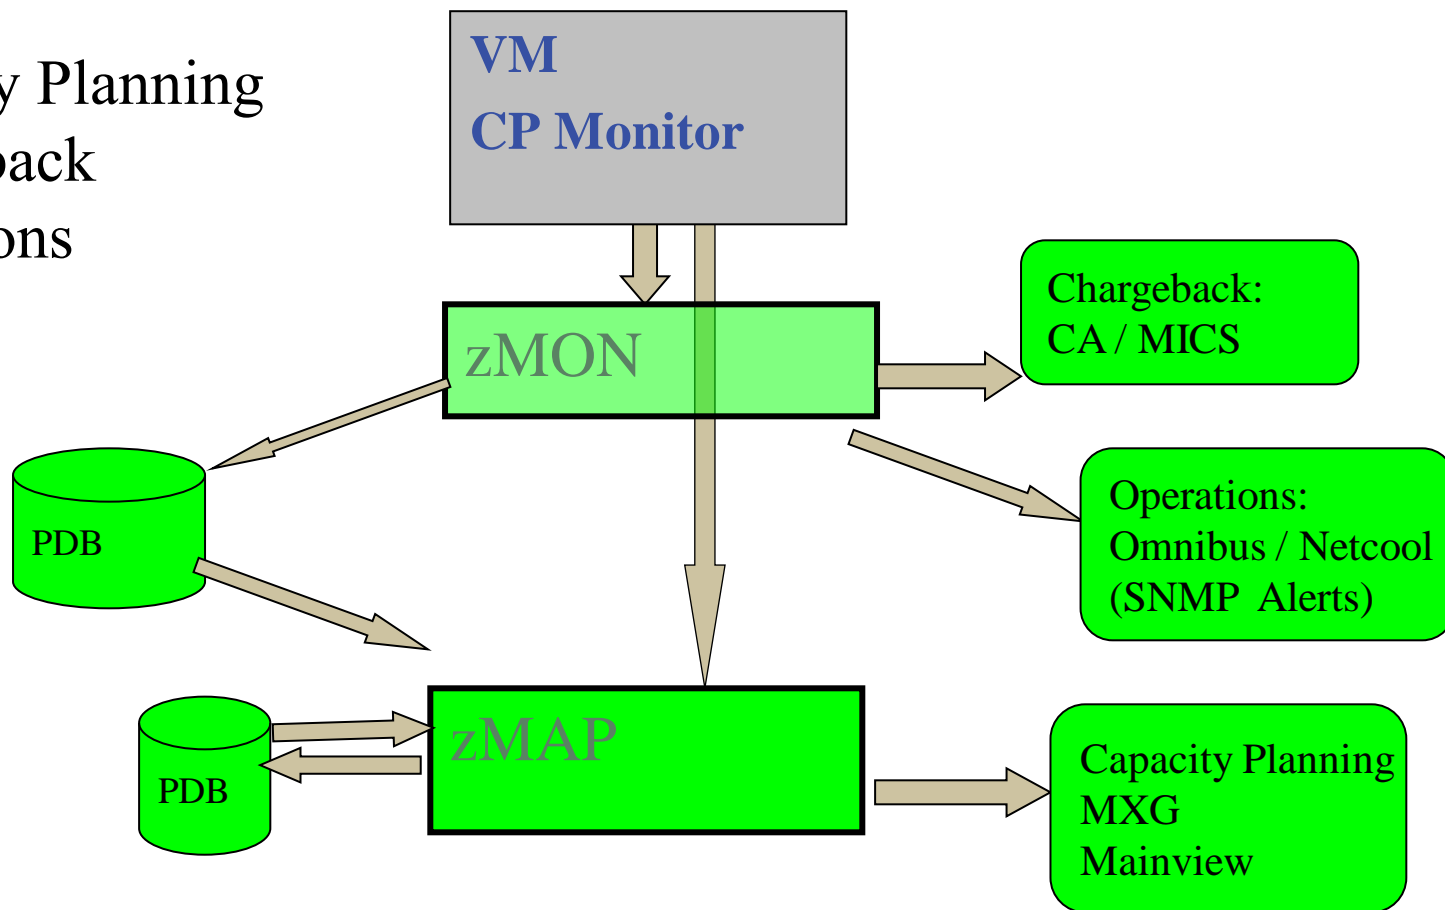 y Planning
back
ons
VM
CP Monitor
zMON
Chargeback:
CA / MICS
PDB
Operations:
Omnibus / Netcool
(SNMP Alerts)
zMAP
PDB
Capacity Planning
MXG
Mainview